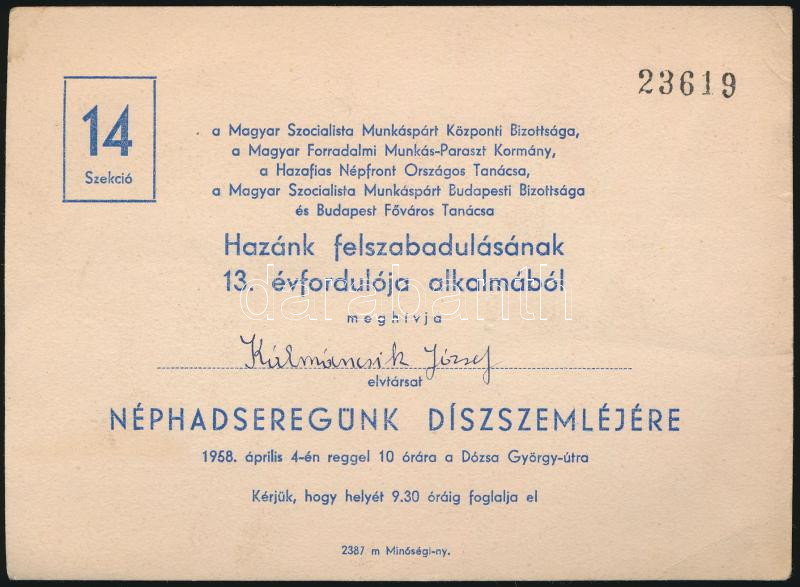 23619
14
Szekció
a Magyar Szocialista Munkáspárt Központi Bizottsága,
a Magyar Forradalmi Munkás-Paraszt Kormány,
a Hazafias Népfront Országos Tanácsa,
a Magyar Szocialista Munkáspárt Budapesti Bizottsága
és Budapest Főváros Tanácsa
Hazánk felszabadulásának
13. évfordulója alkalmából
darabanth
meghívja
Kálmáncsik József
elvtársat
NÉPHADSEREGÜNK DÍSZSZEMLÉJÉRE
1958. április 4-én reggel 10 órára a Dózsa György-útra
Kérjük, hogy helyét 9.30 óráig foglalja el
2387 m Minőségi-ny.